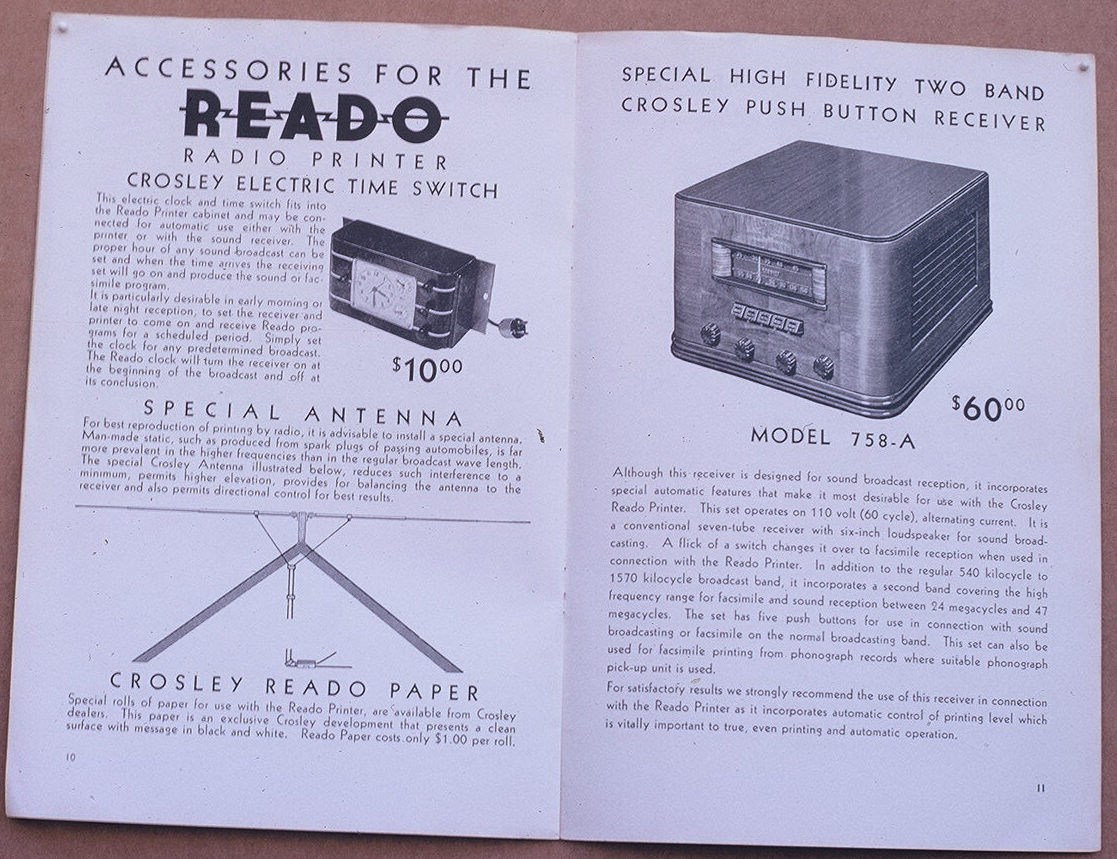 ACCESSORIES FOR THE
READO
RADIO PRINTER
CROSLEY ELECTRIC TIME SWITCH
This electric clock and time switch fits into
the Reado Printer cabinet and may be con-
nected for automatic use either with the
printer or with the sound receiver. The
proper hour of any sound broadcast can be
set and when the time arrives the receiving
set will go on and produce the sound or fac-
simile program.
It is particularly desirable in early morning or
late night reception, to set the receiver and
printer to come on and receive Reado pro-
grams for a scheduled period. Simply set
the clock for any predetermined broadcast.
The Reado clock will turn the receiver on at
the beginning of the broadcast and off at
its conclusion.
$1000
SPECIAL ANTENNA
For best reproduction of printing by radio, it is advisable to install a special antenna.
Man-made static, such as produced from spark plugs of passing automobiles, is far
more prevalent in the higher frequencies than in the regular broadcast wave length.
The special Crosley Antenna illustrated below, reduces such interference to a
minimum, permits higher elevation, provides for balancing the antenna to the
receiver and also permits directional control for best results.
CROSLEY READO PAPER
Special rolls of paper for use with the Reado Printer, are available from Crosley
dealers. This paper is an exclusive Crosley development that presents a clean
surface with message in black and white. Reado Paper costs only $1.00 per roll.
10
SPECIAL HIGH FIDELITY TWO BAND
CROSLEY PUSH BUTTON RECEIVER
$6000
MODEL 758-A
Although this receiver is designed for sound broadcast reception, it incorporates
special automatic features that make it most desirable for use with the Crosley
Reado Printer. This set operates on 110 volt (60 cycle), alternating current. It is
a conventional seven-tube receiver with six-inch loudspeaker for sound broad-
casting. A flick of a switch changes it over to facsimile reception when used in
connection with the Reado Printer. In addition to the regular 540 kilocycle to
1570 kilocycle broadcast band, it incorporates a second band covering the high
frequency range for facsimile and sound reception between 24 megacycles and 47
megacycles. The set has five push buttons for use in connection with sound
broadcasting or facsimile on the normal broadcasting band. This set can also be
used for facsimile printing from phonograph records where suitable phonograph
pick-up unit is used.
For satisfactory results we strongly recommend the use of this receiver in connection
with the Reado Printer as it incorporates automatic control of printing level which
is vitally important to true, even printing and automatic operation.
11